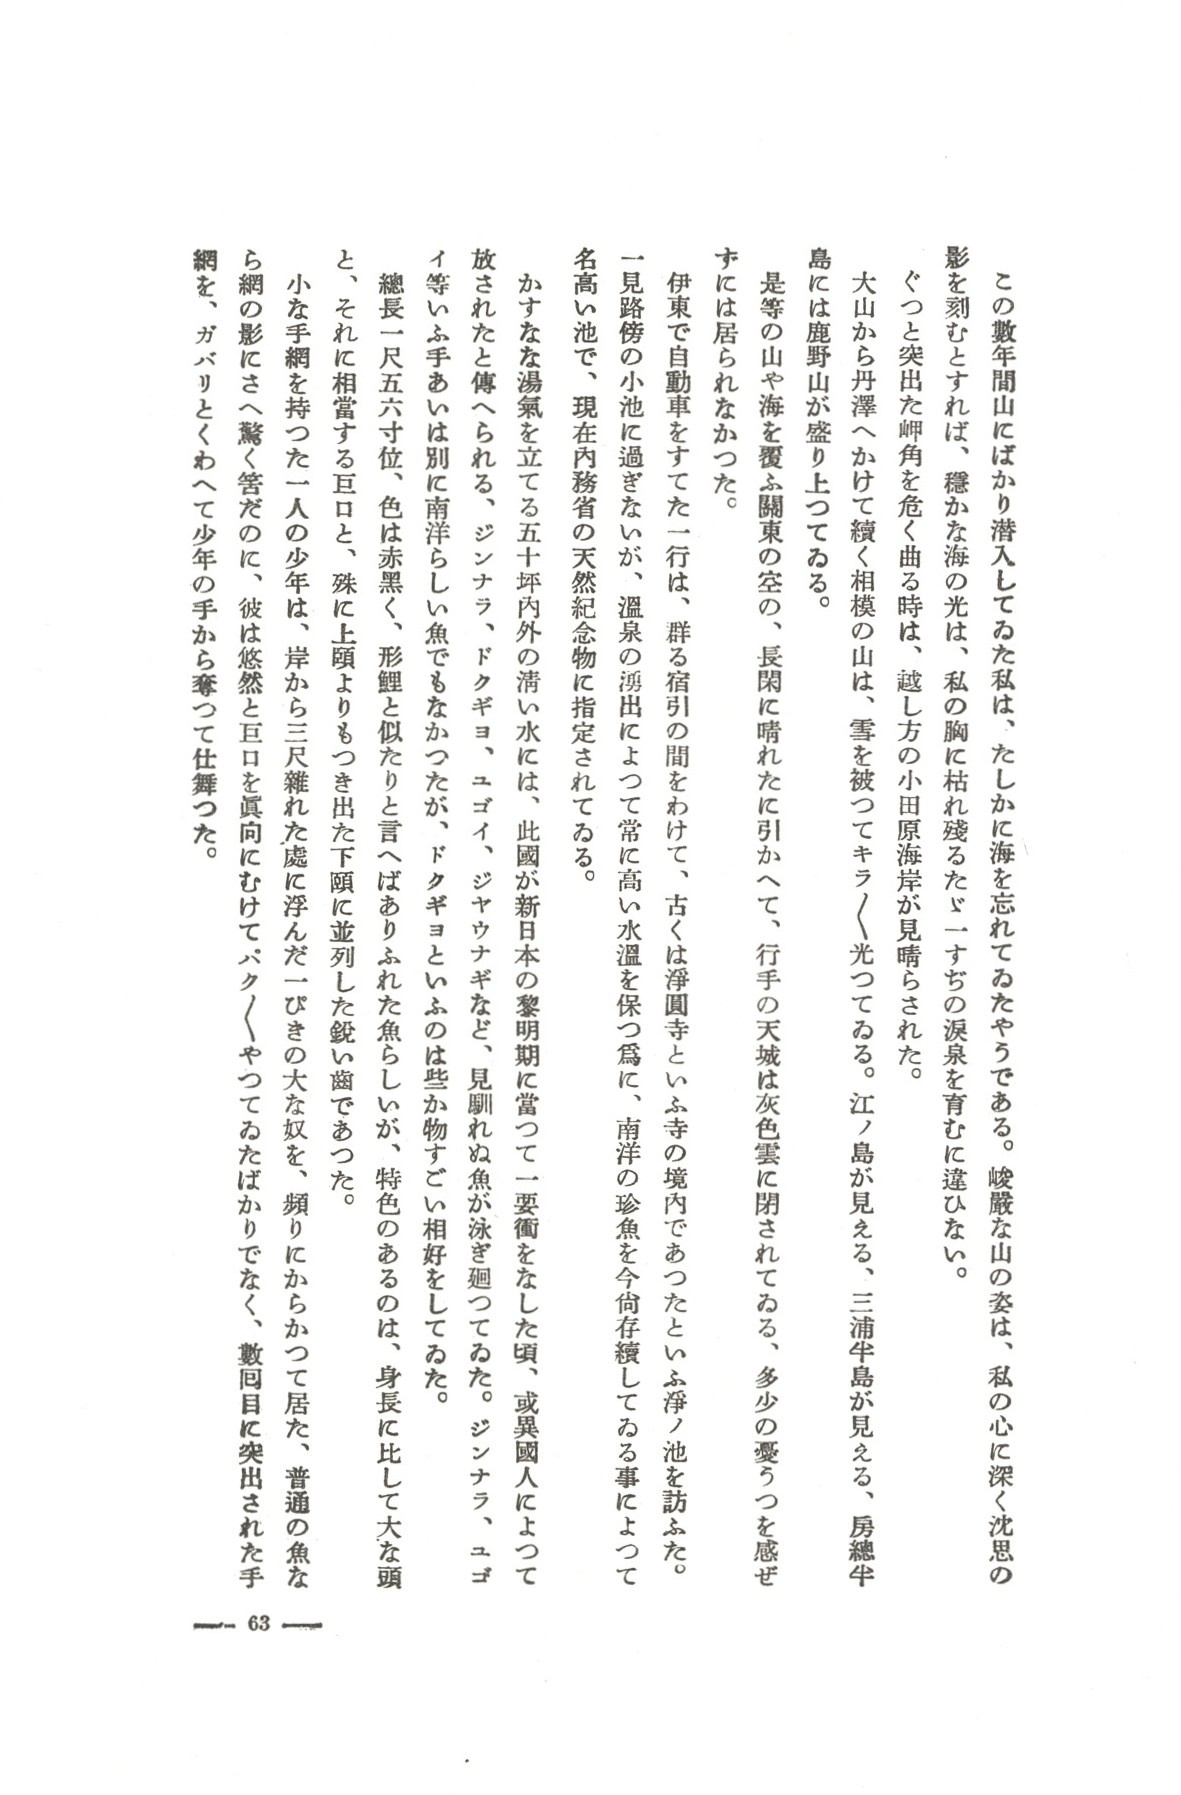 この數年間山にばかり潜入してゐた私は、たしかに海を忘れてゐたやうである。峻嚴な山の姿は、私の心に深く沈思の
影を刻むとすれば、穩かな海の光は、私の胸に枯れ殘るたゞ一すぢの涙泉を育むに違ひない。
ぐつと突出た岬角を危く曲る時は、越し方の小田原海岸が見晴らされた。
大山から丹澤へかけて續く相模の山は、雪を被つてキラ〱光つてゐる。江ノ島が見える、三浦半島が見える、房總半
島には鹿野山が盛り上つてゐる。
是等の山や海を覆ふ關東の空の、長閑に晴れたに引かへて、行手の天城は灰色雲に閉されてゐる、多少の憂うつを感ぜ
ずには居られなかつた。
伊東で自動車をすてた一行は、群る宿引の間をわけて、古くは淨圓寺といふ寺の境内であつたといふ淨ノ池を訪ふた。
一見路傍の小池に過ぎないが、溫泉の湧出によつて常に高い水溫を保つ爲に、南洋の珍魚を今尙存續してゐる事によつて
名高い池で、現在內務省の天然紀念物に指定されてゐる。
かすなな湯氣を立てる五十坪內外の淸い水には、此國が新日本の黎明期に當つて一要衝をなした頃、或異國人によつて
放されたと傳へられる、ジンナラ、ドクギョ、ユゴイ、ジヤウナギなど、見馴れぬ魚が泳ぎ廻つてゐた。ジンナラ、ユゴ
イ等いふ手あいは別に南洋らしい魚でもなかつたが、ドクギョといふのは些か物すごい相好をしてゐた。
總長一尺五六寸位、色は赤黑く、形鯉と似たりと言へばありふれた魚らしいが、特色のあるのは、身長に比して大な頭
と、それに相當する巨口と、殊に上頤よりもつき出た下頤に並列した銳い齒であつた。
小な手網を持つた一人の少年は、岸から三尺離れた處に浮んだ一ぴきの大な奴を、頻りにからかつて居た、普通の魚な
ら網の影にさへ驚く筈だのに、彼は悠然と巨口を眞向にむけてパク〱やつてゐたばかりでなく、數回目に突出された手
網を、ガバリとくわへて少年の手から奪つて仕舞つた。
63